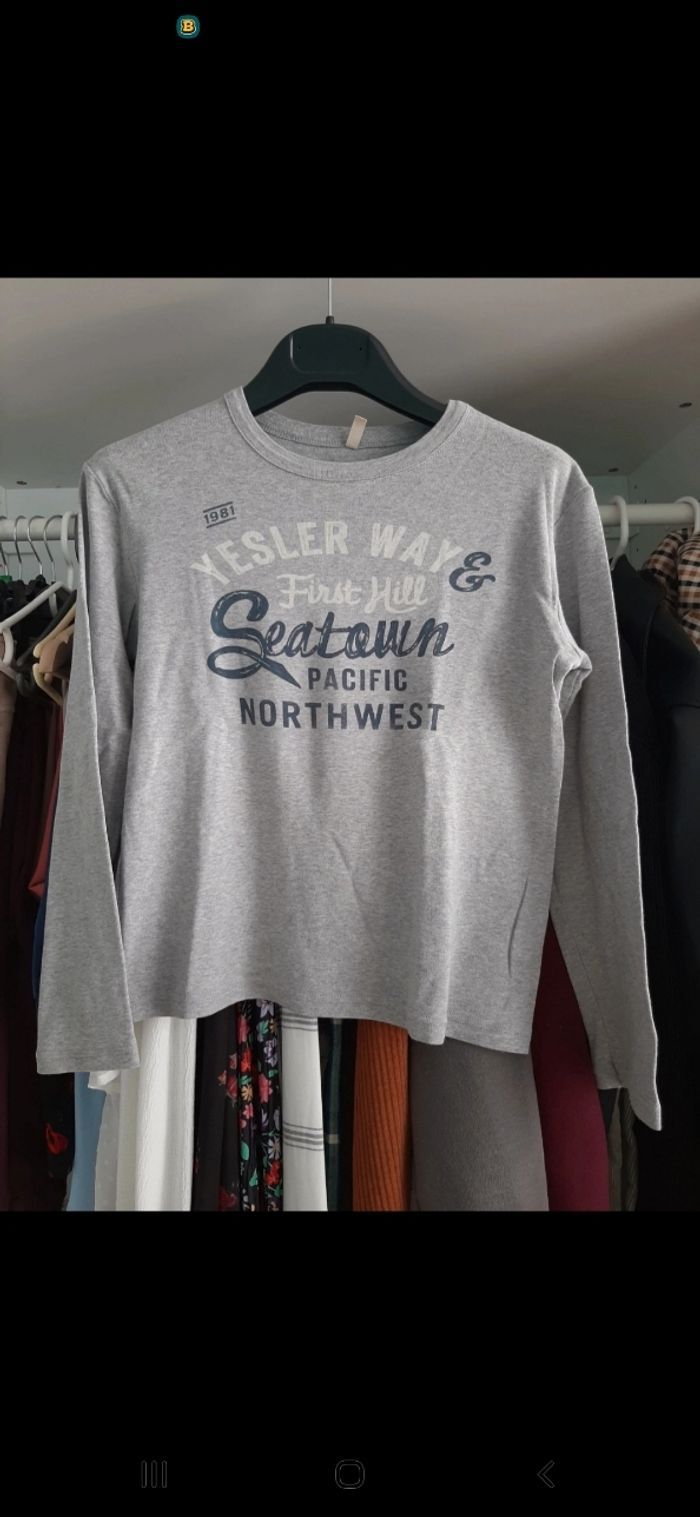 B
1981
YESLER WAY &
First Hill
Seatown
PACIFIC
NORTHWEST